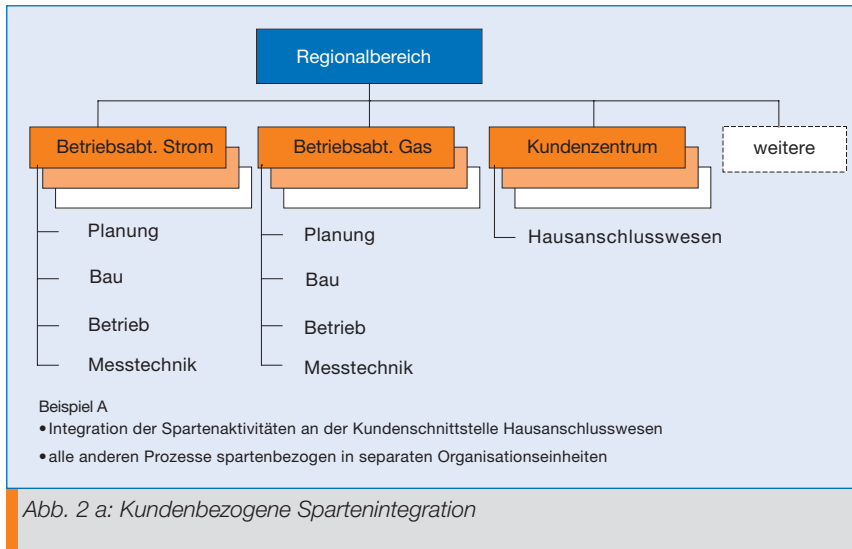 Regionalbereich
Betriebsabt. Strom
Betriebsabt. Gas
Kundenzentrum
weitere
Planung
Bau
Betrieb
Messtechnik
Planung
Bau
Betrieb
Messtechnik
Hausanschlusswesen
Beispiel A
• Integration der Spartenaktivitäten an der Kundenschnittstelle Hausanschlusswesen
• alle anderen Prozesse spartenbezogen in separaten Organisationseinheiten
Abb. 2 a: Kundenbezogene Spartenintegration